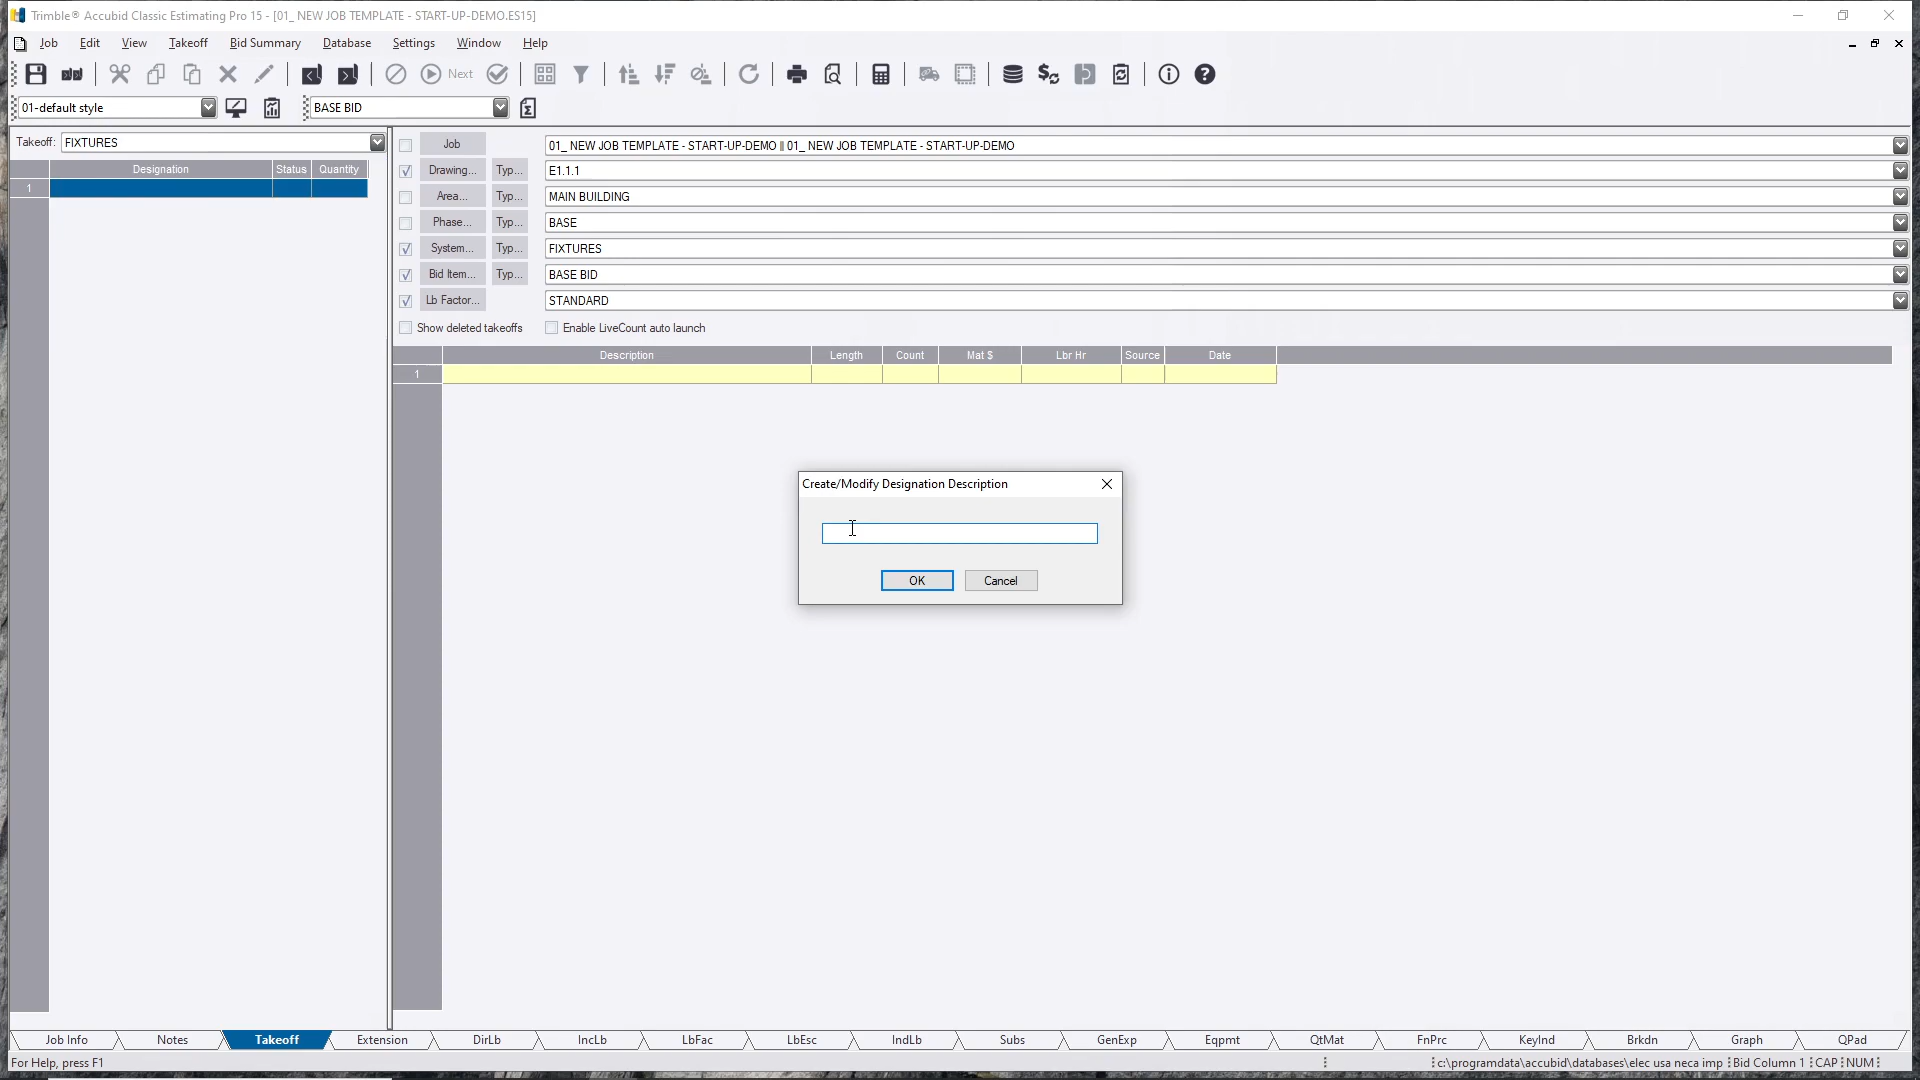 Trimble® Accubid Classic Estimating Pro 15 - [01_ NEW JOB TEMPLATE - START-UP-DEMO.ES15]
Job Edit View Takeoff Bid Summary Database Settings Window Help
Next
01-default style BASE BID
Takeoff: FIXTURES
Designation Status Quantity
1
Job 01_ NEW JOB TEMPLATE - START-UP-DEMO || 01_ NEW JOB TEMPLATE - START-UP-DEMO
Drawing... Typ... E1.1.1
Area... Typ... MAIN BUILDING
Phase... Typ... BASE
System... Typ... FIXTURES
Bid Item... Typ... BASE BID
Lb Factor... STANDARD
Show deleted takeoffs Enable LiveCount auto launch
Description Length Count Mat $ Lbr Hr Source Date
1
Create/Modify Designation Description
OK Cancel
Job Info Notes Takeoff Extension DirLb IncLb LbFac LbEsc IndLb Subs GenExp Eqpmt QtMat FnPrc KeyInd Brkdn Graph QPad
For Help, press F1 c:\programdata\accubid\databases\elec usa neca imp Bid Column 1 CAP NUM